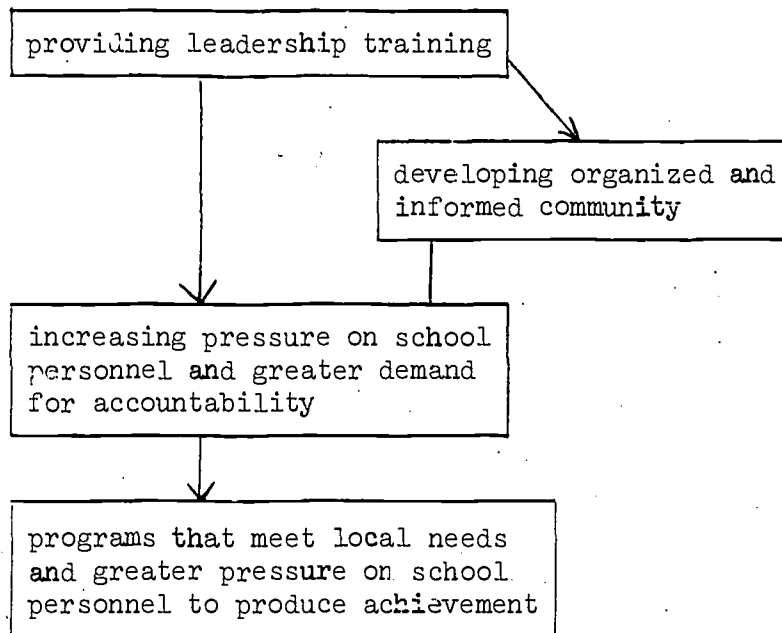 providing leadership training
developing organized and
informed community
increasing pressure on school
personnel and greater demand
for accountability
programs that meet local needs
and greater pressure on school
personnel to produce achievement